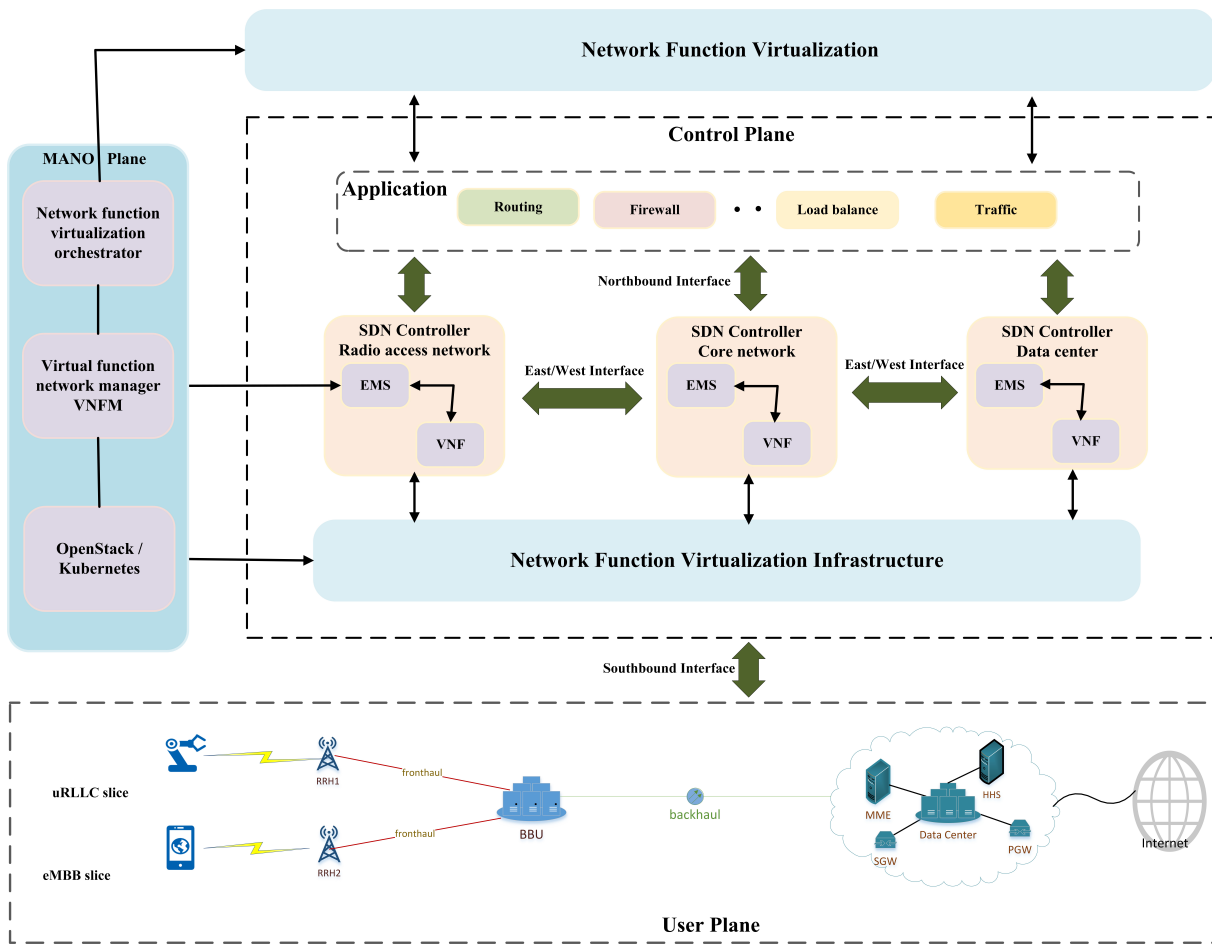 Network Function Virtualization
Control Plane
MANO Plane
Application
Routing
Firewall
Load balance
Traffic
Network function
virtualization
orchestrator
Northbound Interface
SDN Controller
Radio access network
EMS
VNF
SDN Controller
Core network
EMS
VNF
SDN Controller
Data center
EMS
VNF
East/West Interface
East/West Interface
Virtual function
network manager
VNFM
OpenStack /
Kubernetes
Network Function Virtualization Infrastructure
Southbound Interface
uRLLC slice
RRH1
fronthaul
eMBB slice
RRH2
fronthaul
BBU
backhaul
MME
HHS
Data Center
SGW
PGW
Internet
User Plane